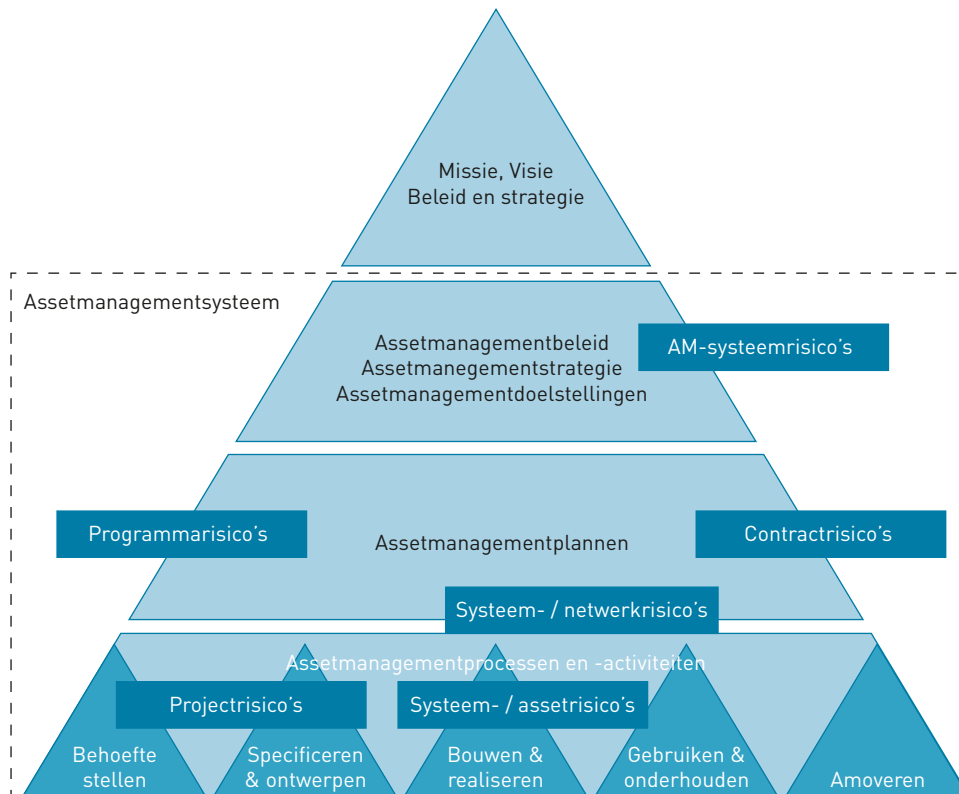 Missie, Visie
Beleid en strategie
Assetmanagementsysteem
Assetmanagementbeleid
Assetmanegementstrategie
Assetmanagementdoelstellingen
AM-systeemrisico's
Programmarisico's
Assetmanagementplannen
Contractrisico's
Systeem- / netwerkrisico's
Assetmanagementprocessen en -activiteiten
Projectrisico's
Systeem- / assetrisico's
Behoefte
stellen
Specificeren
& ontwerpen
Bouwen &
realiseren
Gebruiken &
onderhouden
Amoveren